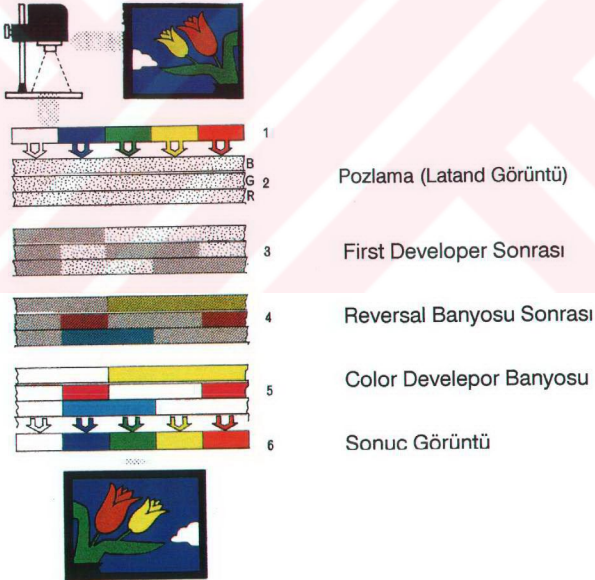 1
B
G
2
R
Pozlama (Latand Görüntü)
3
First Developer Sonrası
4
Reversal Banyosu Sonrası
5
Color Develepor Banyosu
6
Sonuc Görüntü